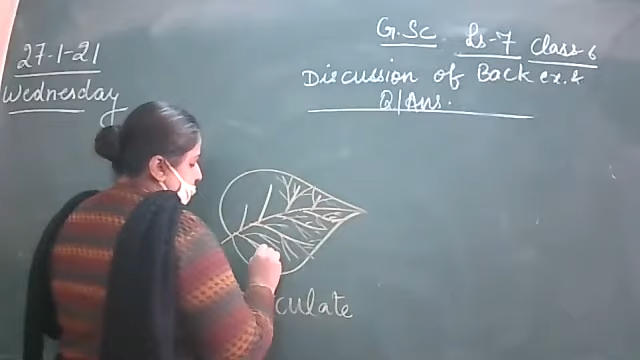 27-1-21
Wednesday
G.Sc. Ls-7 Class-6
Discussion of Back ex. &
Q/Ans.
culate